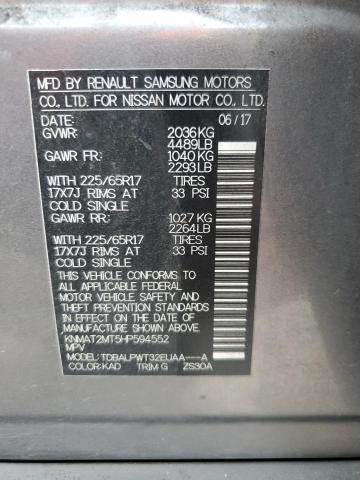 MFD BY RENAULT SAMSUNG MOTORS
CO., LTD. FOR NISSAN MOTOR CO., LTD.
DATE: 06/17
GVWR: 2036KG
4489LB
GAWR FR: 1040KG
2293LB
WITH 225/65R17 TIRES
17X7J RIMS AT 33 PSI
COLD SINGLE
GAWR RR: 1027KG
2264LB
WITH 225/65R17 TIRES
17X7J RIMS AT 33 PSI
COLD SINGLE
THIS VEHICLE CONFORMS TO
ALL APPLICABLE FEDERAL
MOTOR VEHICLE SAFETY, BUMPER
AND THEFT PREVENTION STANDARDS
IN EFFECT ON THE DATE OF
MANUFACTURE SHOWN ABOVE.
KNMAT2MT5HP594552
MPV
MODEL: TDBALPWT32EUAA---A
COLOR:KAD TRIM G ZS30A